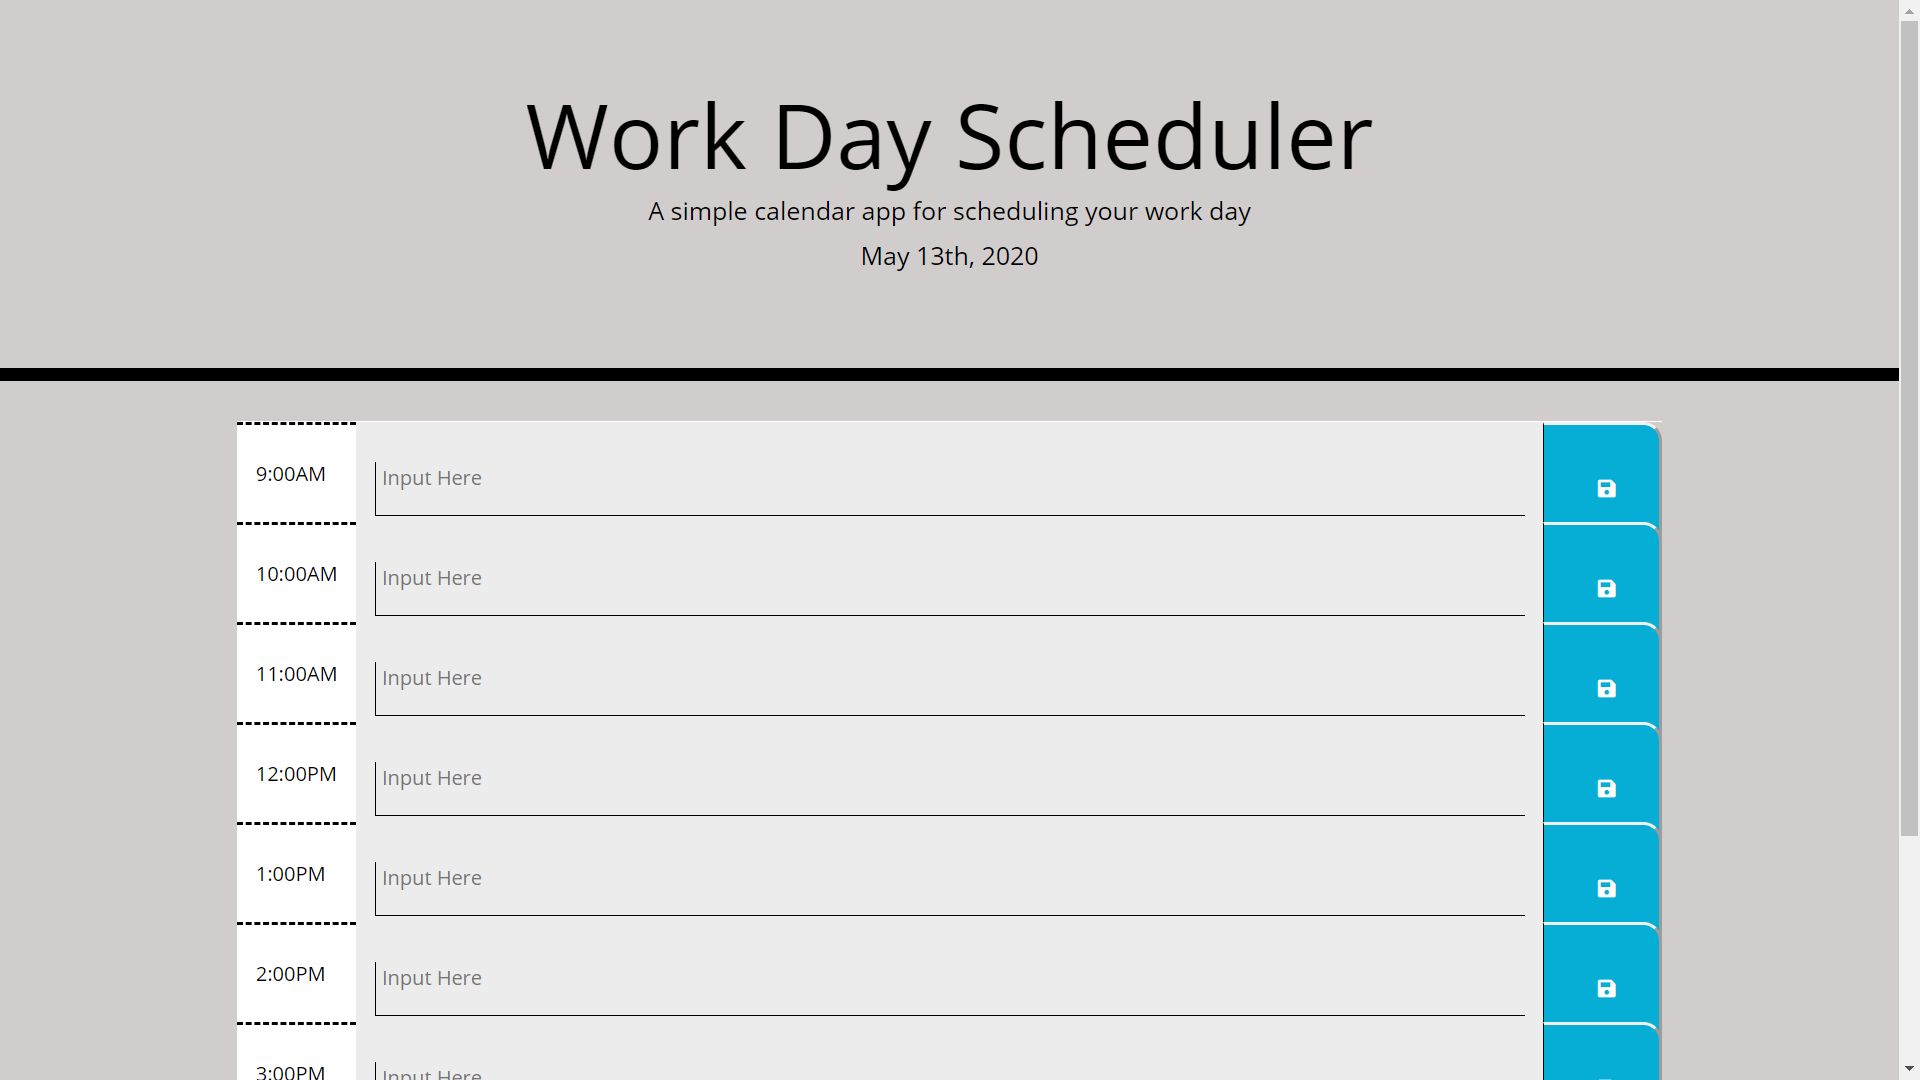 Work Day Scheduler
A simple calendar app for scheduling your work day
May 13th, 2020
9:00AM Input Here
10:00AM Input Here
11:00AM Input Here
12:00PM Input Here
1:00PM Input Here
2:00PM Input Here
3:00PM Input Here